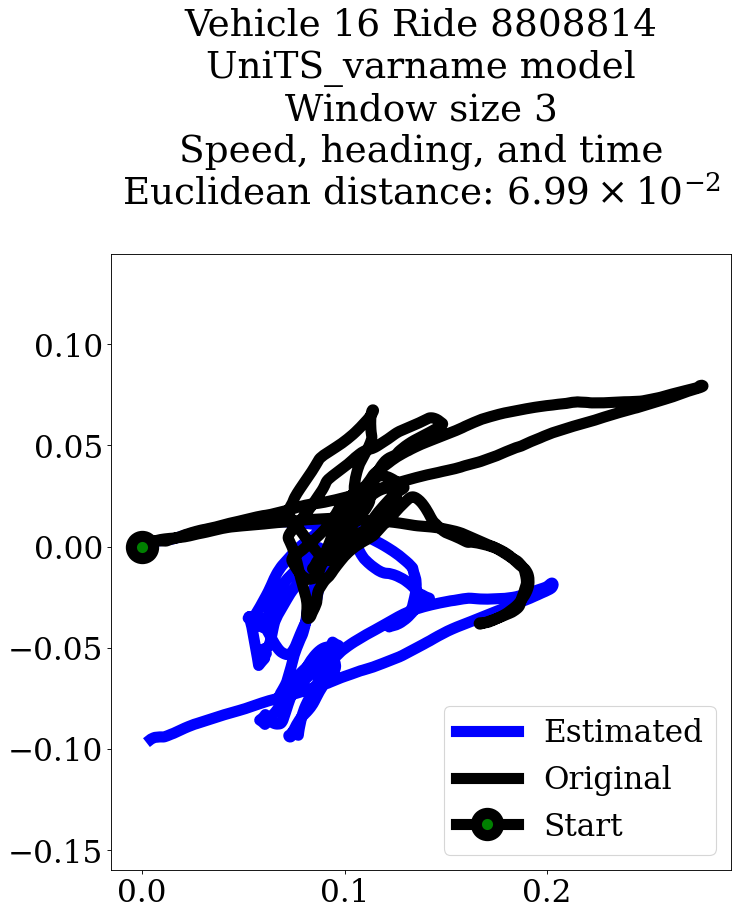 Vehicle 16 Ride 8808814
UniTS_varname model
Window size 3
Speed, heading, and time
Euclidean distance: 6.99 × 10⁻²
0.10
0.05
0.00
−0.05
−0.10
−0.15
0.0
0.1
0.2
Estimated
Original
Start